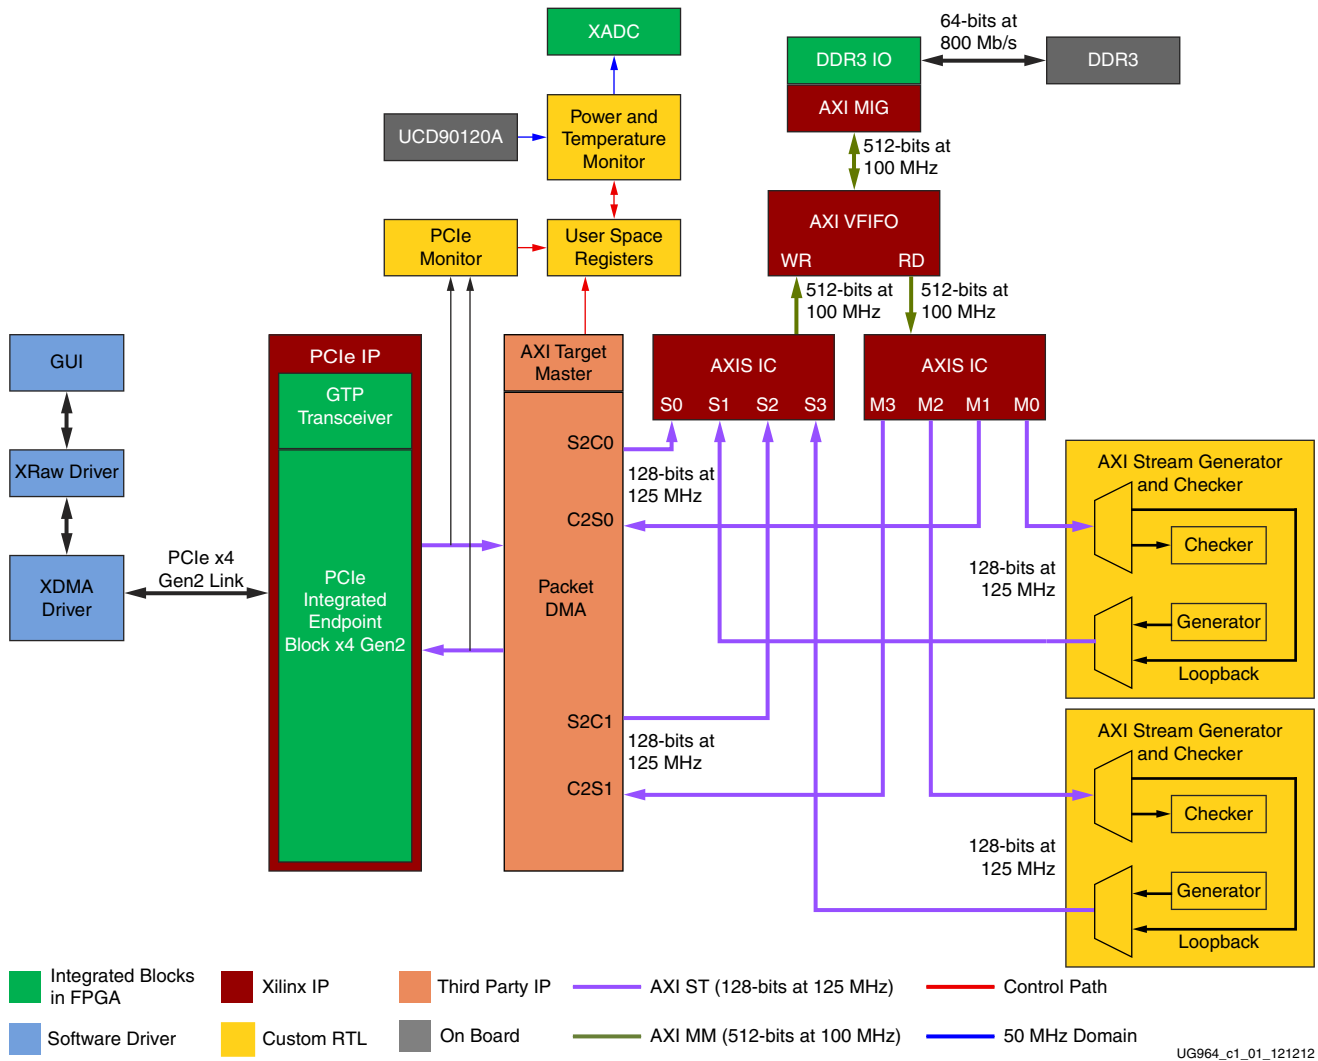 XADC
64-bits at
800 Mb/s
DDR3 IO
DDR3
AXI MIG
UCD90120A
Power and
Temperature
Monitor
512-bits at
100 MHz
PCIe
Monitor
User Space
Registers
AXI VFIFO
WR
RD
512-bits at
100 MHz
512-bits at
100 MHz
GUI
XRaw Driver
XDMA
Driver
PCIe x4
Gen2 Link
PCIe IP
GTP
Transceiver
PCIe
Integrated
Endpoint
Block x4 Gen2
AXI Target
Master
S2C0
C2S0
Packet
DMA
S2C1
C2S1
128-bits at
125 MHz
128-bits at
125 MHz
AXIS IC
S0 S1 S2 S3
AXIS IC
M3 M2 M1 M0
AXI Stream Generator
and Checker
Checker
Generator
Loopback
128-bits at
125 MHz
AXI Stream Generator
and Checker
Checker
Generator
Loopback
128-bits at
125 MHz
Integrated Blocks
in FPGA
Xilinx IP
Third Party IP
AXI ST (128-bits at 125 MHz)
Control Path
Software Driver
Custom RTL
On Board
AXI MM (512-bits at 100 MHz)
50 MHz Domain
UG964_c1_01_121212